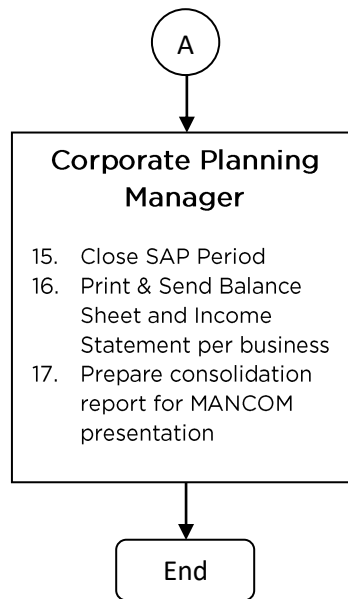 A
Corporate Planning
Manager
15. Close SAP Period
16. Print & Send Balance
Sheet and Income
Statement per business
17. Prepare consolidation
report for MANCOM
presentation
End